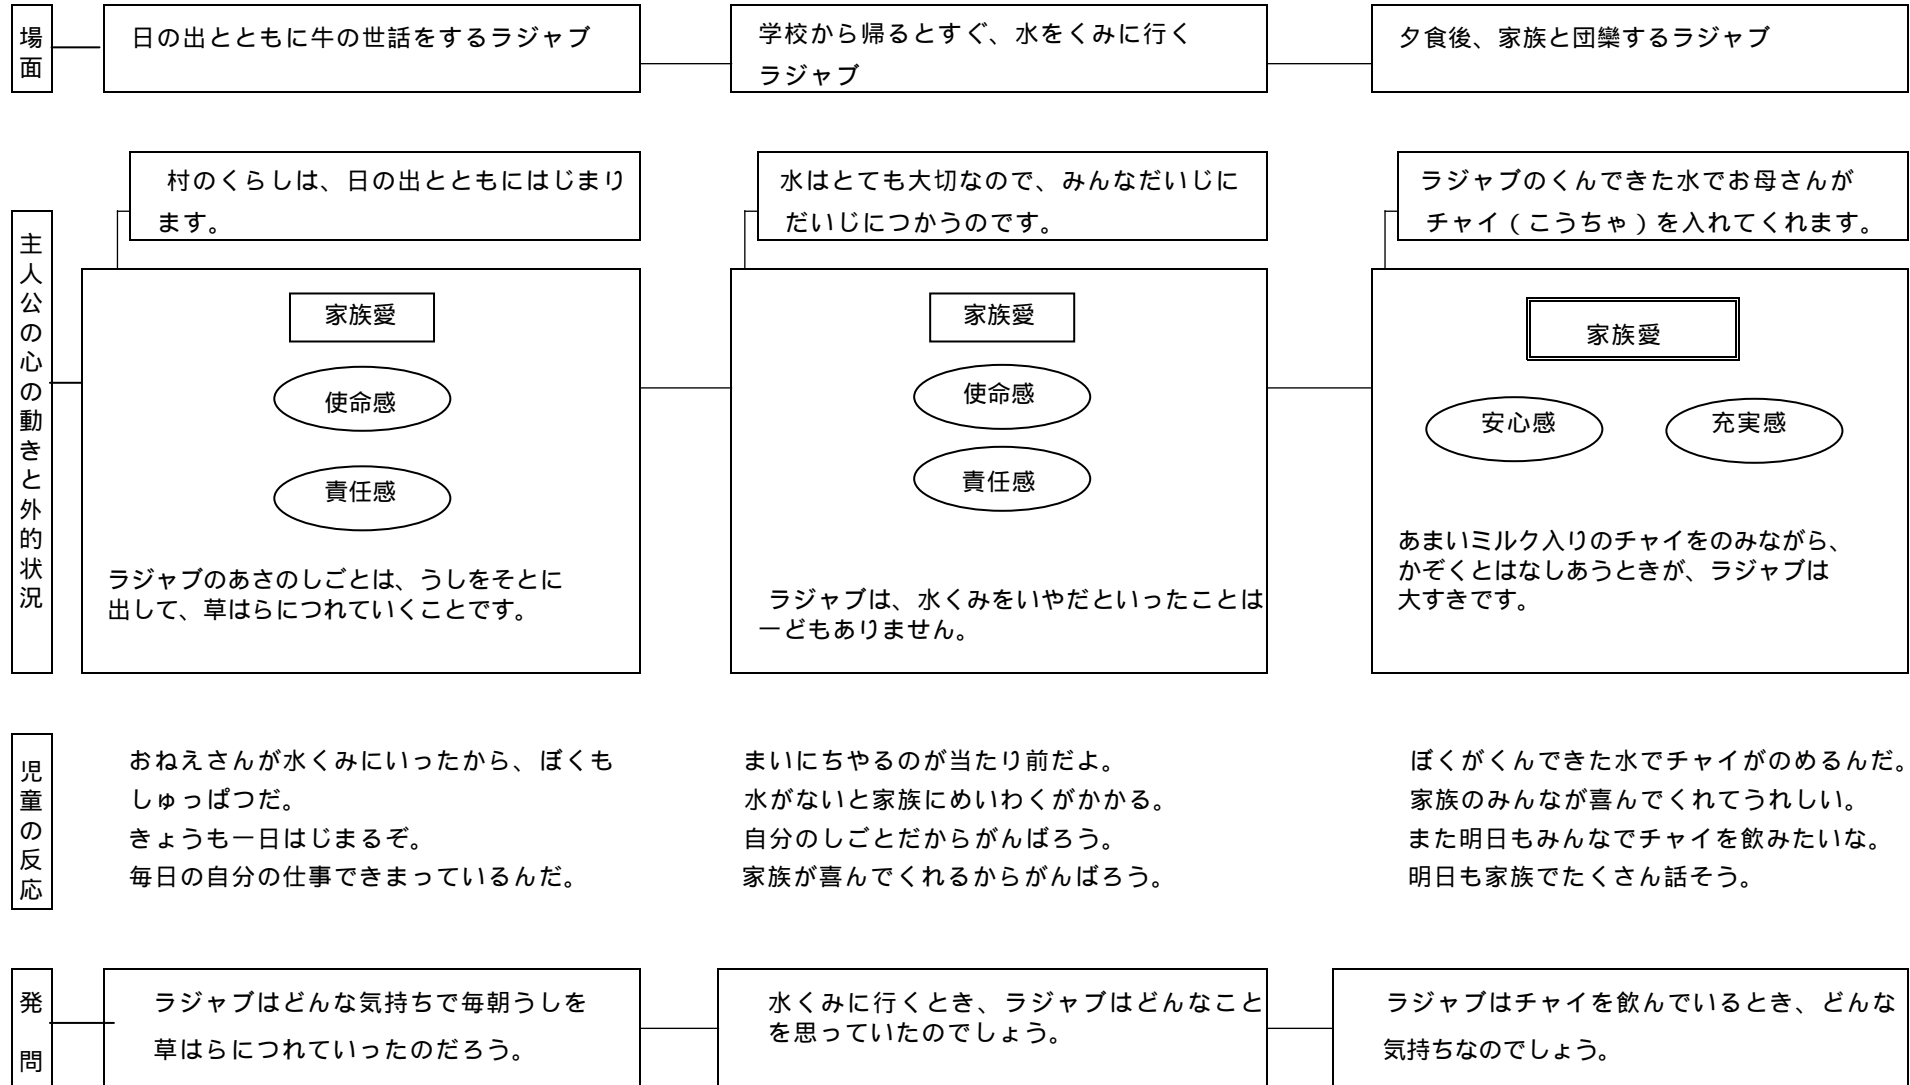 場面
日の出とともに牛の世話をするラジャブ
学校から帰るとすぐ、水をくみに行く
ラジャブ
夕食後、家族と団欒するラジャブ
主人公の心の動きと外的状況
村のくらしは、日の出とともにはじまり
ます。
家族愛
使命感
責任感
ラジャブのあさのしごとは、うしをそとに
出して、草はらにつれていくことです。
水はとても大切なので、みんなだいじに
だいじにつかうのです。
家族愛
使命感
責任感
ラジャブは、水くみをいやだといったことは
一どもありません。
ラジャブのくんできた水でお母さんが
チャイ(こうちゃ)を入れてくれます。
家族愛
安心感
充実感
あまいミルク入りのチャイをのみながら、
かぞくとはなしあうときが、ラジャブは
大すきです。
児童の反応
おねえさんが水くみにいったから、ぼくも
しゅっぱつだ。
きょうも一日はじまるぞ。
毎日の自分の仕事できまっているんだ。
まいにちやるのが当たり前だよ。
水がないと家族にめいわくがかかる。
自分のしごとだからがんばろう。
家族が喜んでくれるからがんばろう。
ぼくがくんできた水でチャイがのめるんだ。
家族のみんなが喜んでくれてうれしい。
また明日もみんなでチャイを飲みたいな。
明日も家族でたくさん話そう。
発問
ラジャブはどんな気持ちで毎朝うしを
草はらにつれていったのだろう。
水くみに行くとき、ラジャブはどんなこと
を思っていたのでしょう。
ラジャブはチャイを飲んでいるとき、どんな
気持ちなのでしょう。